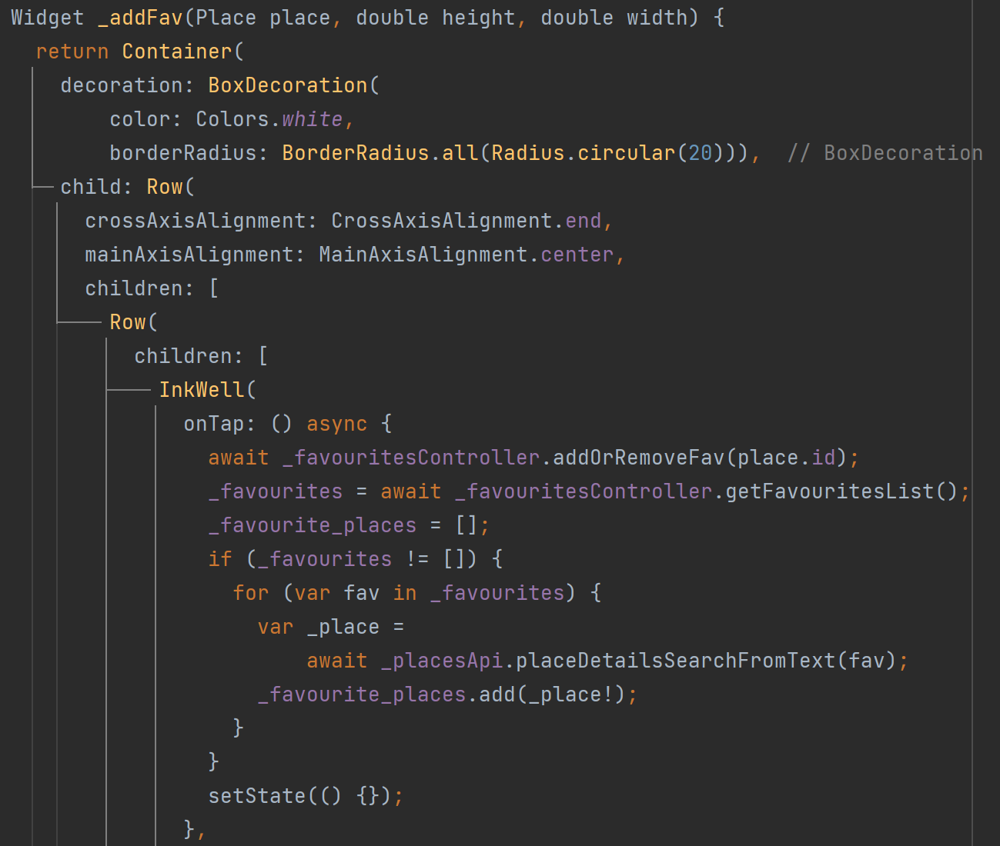 Widget _addFav(Place place, double height, double width) {
  return Container(
    decoration: BoxDecoration(
        color: Colors.white,
        borderRadius: BorderRadius.all(Radius.circular(20))),  // BoxDecoration
    child: Row(
      crossAxisAlignment: CrossAxisAlignment.end,
      mainAxisAlignment: MainAxisAlignment.center,
      children: [
        Row(
          children: [
            InkWell(
              onTap: () async {
                await _favouritesController.addOrRemoveFav(place.id);
                _favourites = await _favouritesController.getFavouritesList();
                _favourite_places = [];
                if (_favourites != []) {
                  for (var fav in _favourites) {
                    var _place =
                        await _placesApi.placeDetailsSearchFromText(fav);
                    _favourite_places.add(_place!);
                  }
                }
                setState(() {});
              },